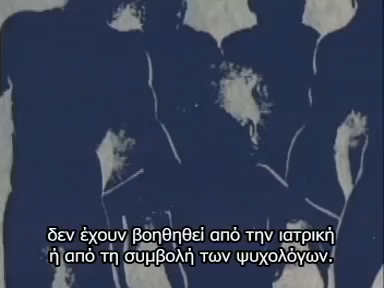 δεν έχουν βοηθηθεί από την ιατρική
ή από τη συμβολή των ψυχολόγων.